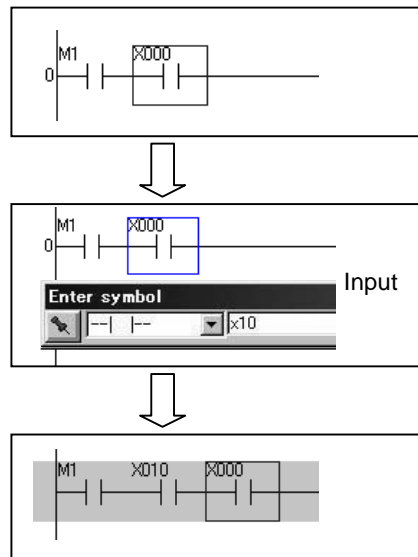 M1 X000
0
M1 X000
0
Input
Enter symbol
--| |-- x10
M1 X010 X000